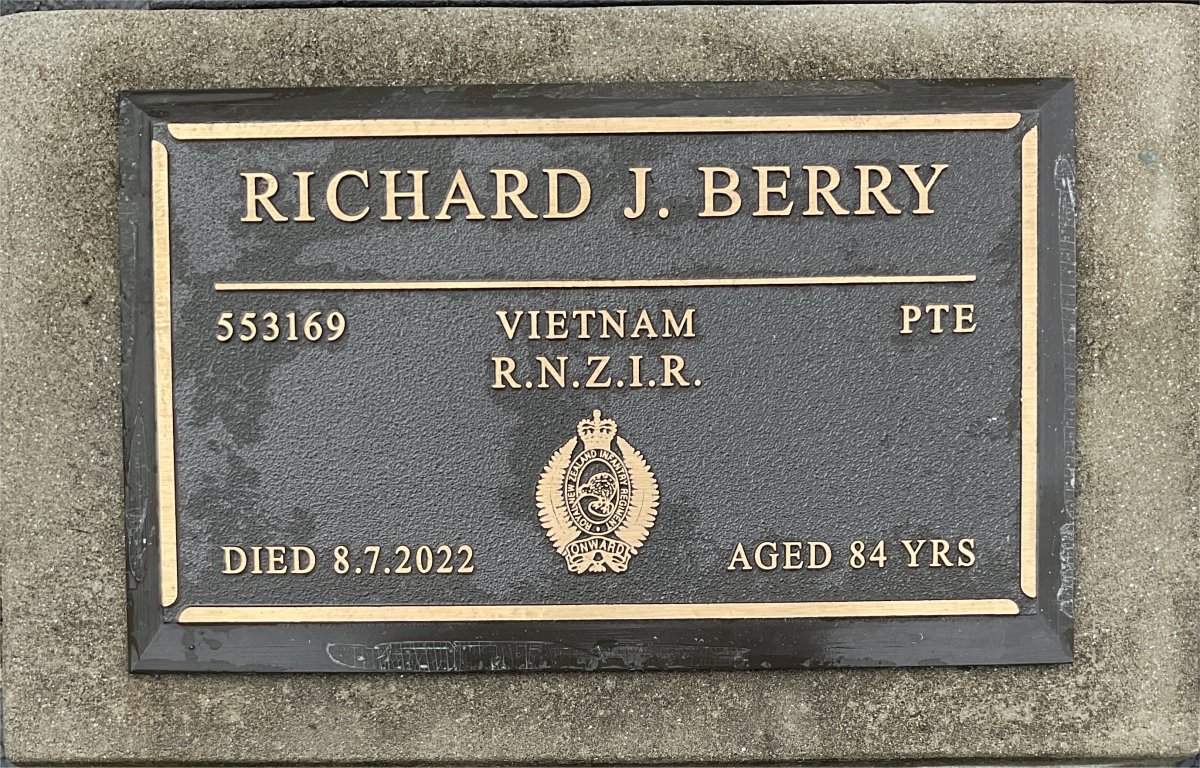 RICHARD J. BERRY
553169 VIETNAM PTE
R.N.Z.I.R.
ROYAL NEW ZEALAND INFANTRY REGIMENT
ONWARD
DIED 8.7.2022 AGED 84 YRS